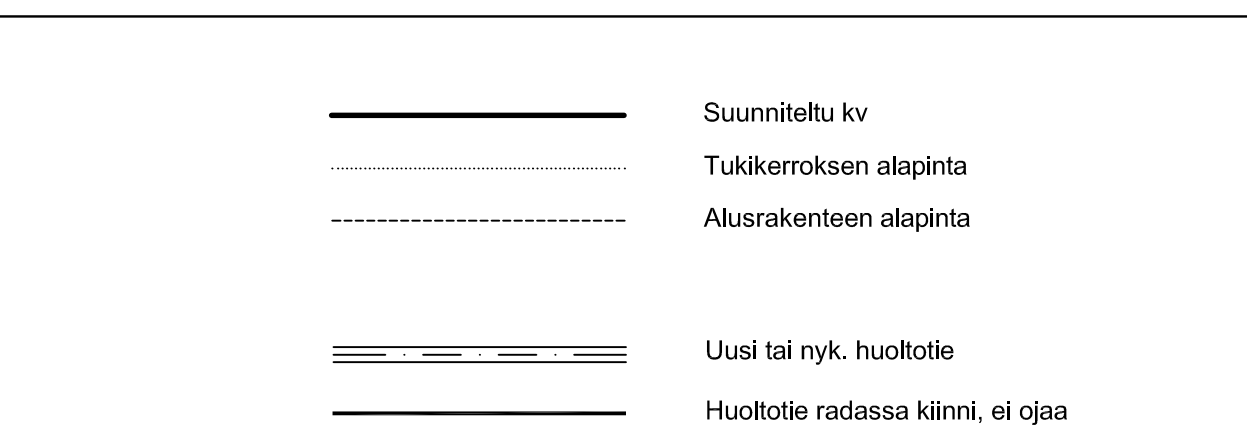 Suunniteltu kv
Tukikerroksen alapinta
Alusrakenteen alapinta
Uusi tai nyk. huoltotie
Huoltotie radassa kiinni, ei ojaa